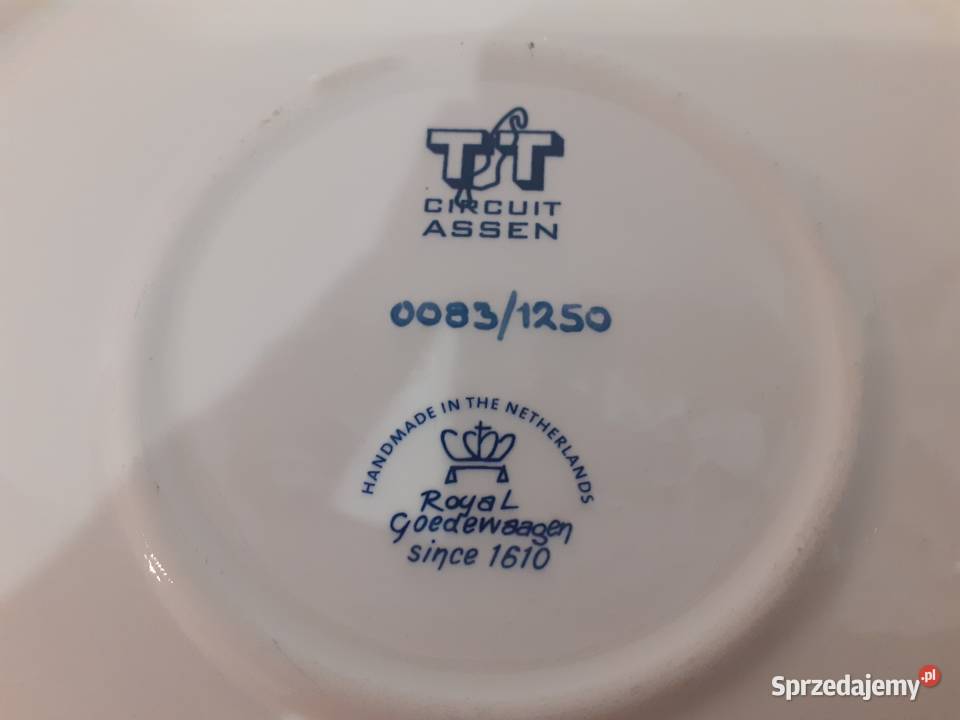 TT
CIRCUIT
ASSEN
0083/1250
HANDMADE IN THE NETHERLANDS
Royal
Goedewaagen
since 1610
Sprzedajemy.pl